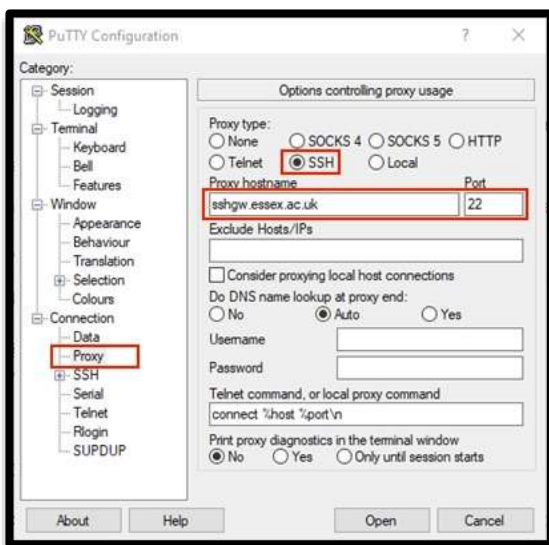 PuTTY Configuration
?
Category:
Session
Logging
Terminal
Keyboard
Bell
Features
Window
Appearance
Behaviour
Translation
Selection
Colours
Connection
Data
Proxy
SSH
Serial
Telnet
Rlogin
SUPDUP
Options controlling proxy usage
Proxy type:
None SOCKS 4 SOCKS 5 HTTP
Telnet SSH Local
Proxy hostname Port
sshgw.essex.ac.uk 22
Exclude Hosts/IPs
Consider proxying local host connections
Do DNS name lookup at proxy end:
No Auto Yes
Username
Password
Telnet command, or local proxy command
connect %host %port\n
Print proxy diagnostics in the terminal window
No Yes Only until session starts
About Help Open Cancel